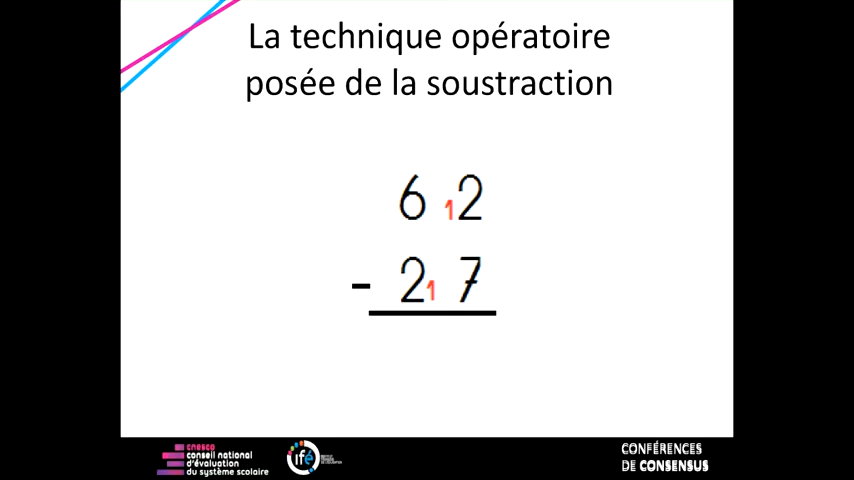 La technique opératoire
posée de la soustraction
6 12
- 21 7
cnesco
conseil national
d'évaluation
du système scolaire
ifé
CONFÉRENCES
DE CONSENSUS